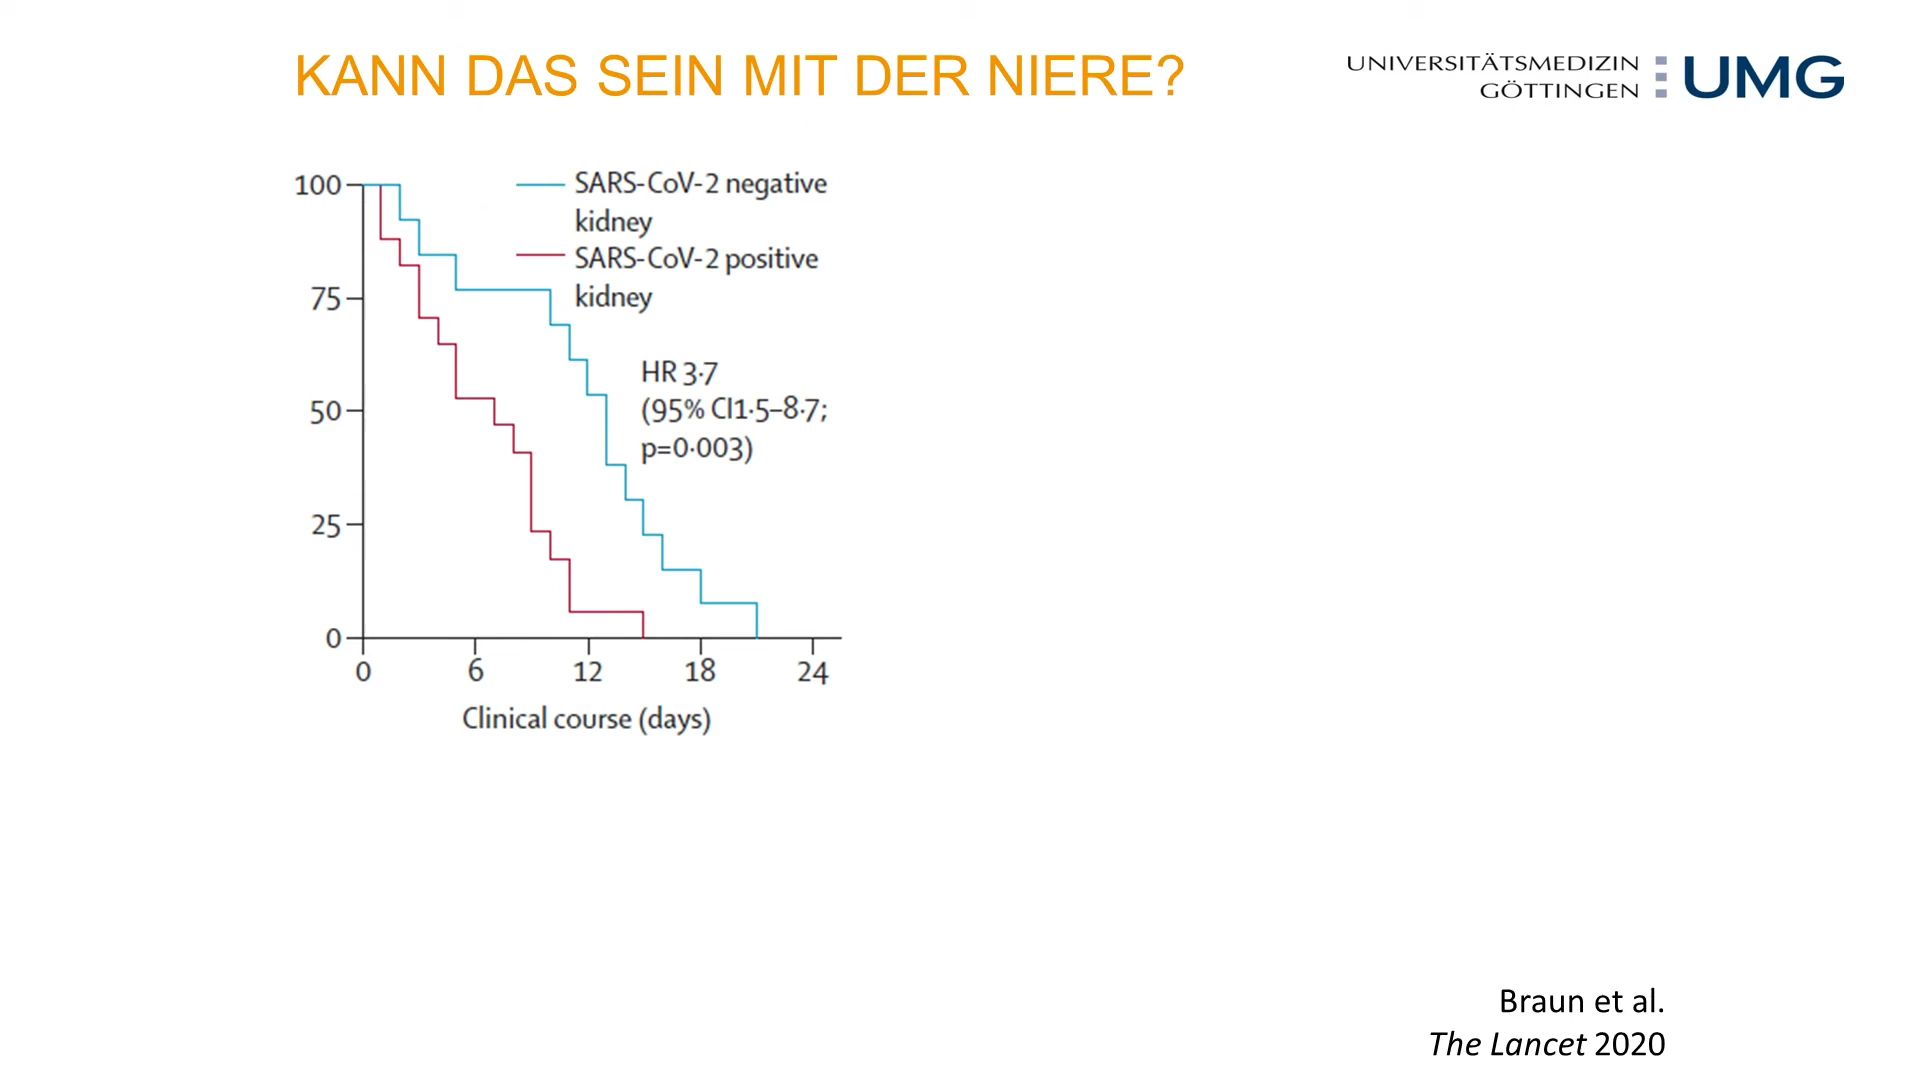 KANN DAS SEIN MIT DER NIERE?
UNIVERSITÄTSMEDIZIN
GÖTTINGEN
UMG
SARS-CoV-2 negative
kidney
SARS-CoV-2 positive
kidney
HR 3·7
(95% CI1·5–8·7;
p=0·003)
100
75
50
25
0
0 6 12 18 24
Clinical course (days)
Braun et al.
The Lancet 2020